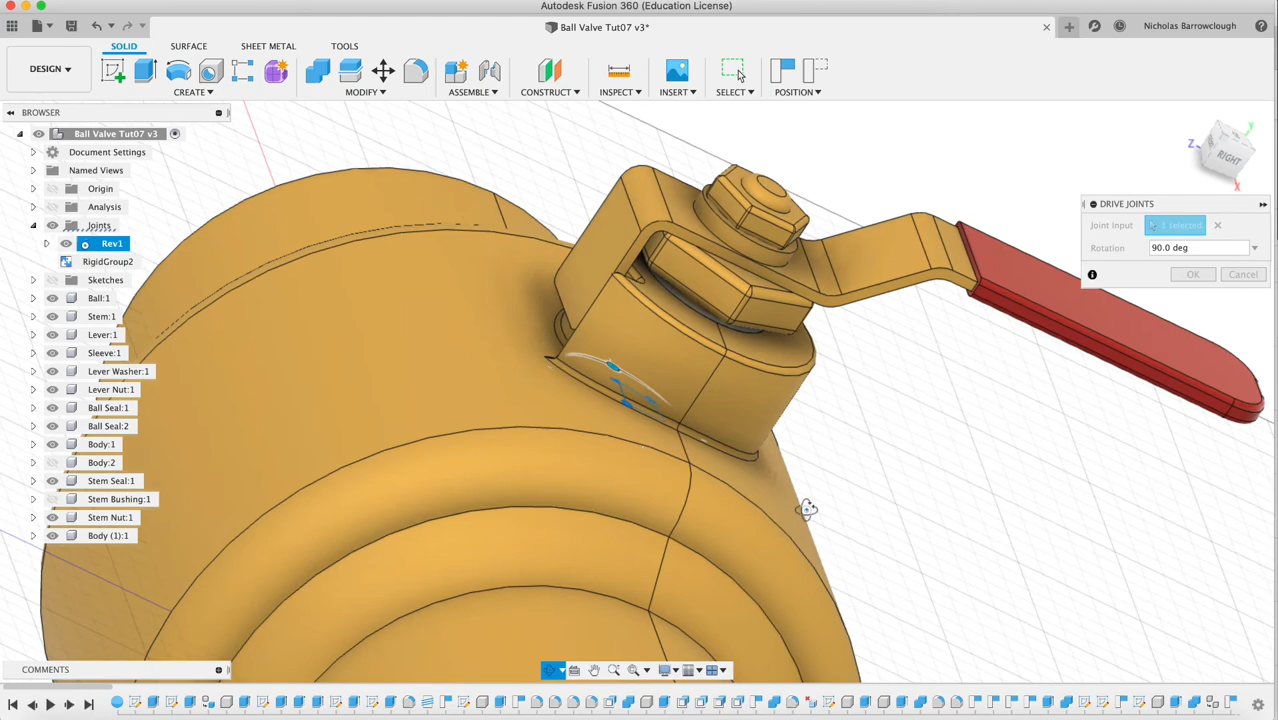 Autodesk Fusion 360 (Education License)
Ball Valve Tut07 v3*
Nicholas Barrowclough
DESIGN
SOLID SURFACE SHEET METAL TOOLS
CREATE MODIFY ASSEMBLE CONSTRUCT INSPECT INSERT SELECT POSITION
BROWSER
Ball Valve Tut07 v3
Document Settings
Named Views
Origin
Analysis
Joints
Rev1
RigidGroup2
Sketches
Ball:1
Stem:1
Lever:1
Sleeve:1
Lever Washer:1
Lever Nut:1
Ball Seal:1
Ball Seal:2
Body:1
Body:2
Stem Seal:1
Stem Bushing:1
Stem Nut:1
Body (1):1
Z
Y
X
RIGHT
DRIVE JOINTS
Joint Input 1 selected
Rotation 90.0 deg
OK Cancel
COMMENTS